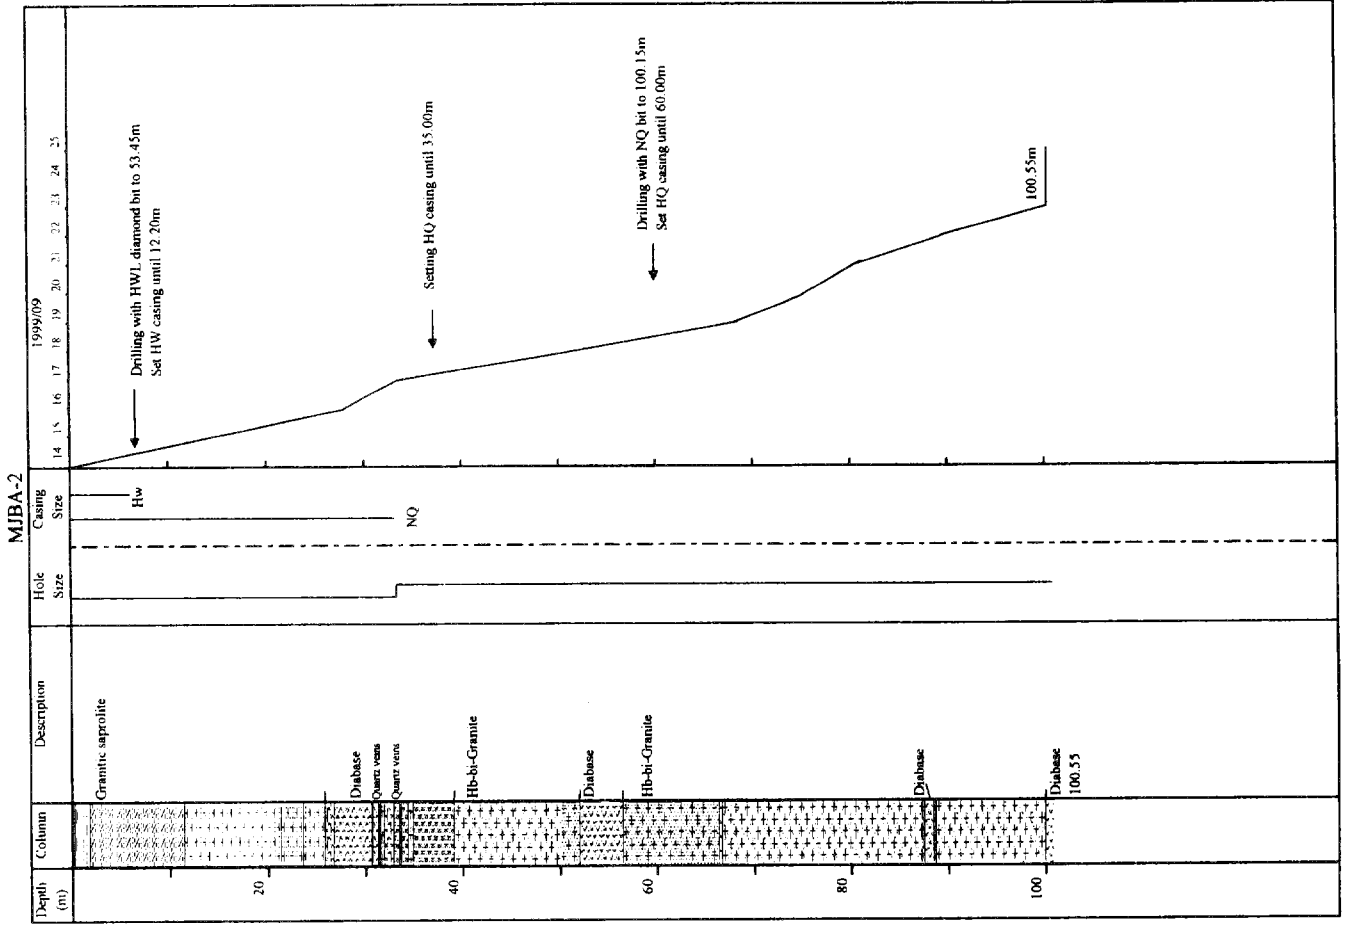 MJBA-2
Depth
(m)
Column
Description
Hole
Size
Casing
Size
1999/09
14 15 16 17 18 19 20 21 22 23 24 25
Granitic saprolite
20
Diabase
Quartz veins
Quartz veins
Hb-bi-Granite
40
Diabase
Hb-bi-Granite
60
80
Diabase
100
Diabase
100.55
Hw
NQ
Drilling with HWL diamond bit to 53.45m
Set HW casing until 12.20m
Setting HQ casing until 35.00m
Drilling with NQ bit to 100.15m
Set HQ casing until 60.00m
100.55m